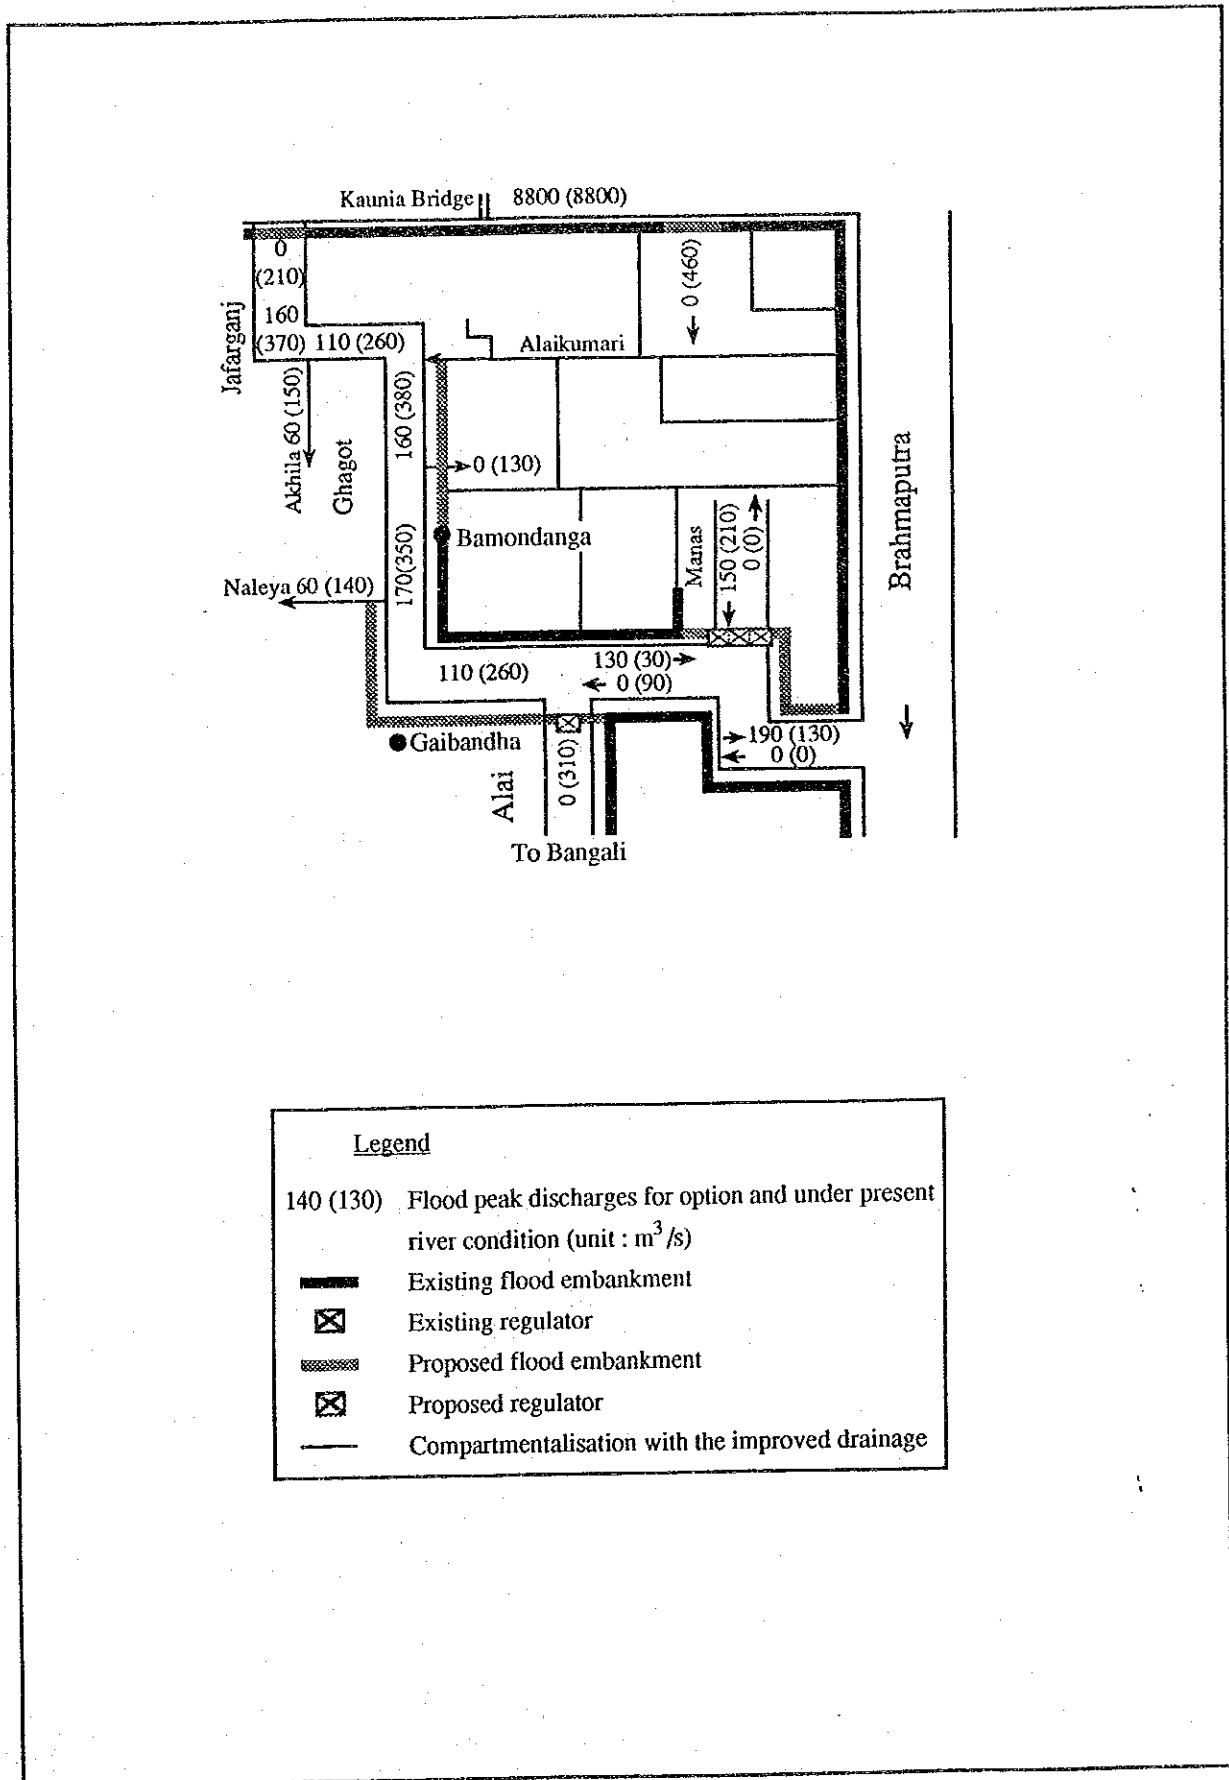 Kaunia Bridge 8800 (8800)
0
(210)
160
(370)
110 (260)
Jafarganj
0 (460)
Alaikumari
Akhila 60 (150)
Ghagot
160 (380)
0 (130)
Bamondanga
170(350)
Manas
150 (210)
0 (0)
Brahmaputra
Naleya 60 (140)
110 (260)
130 (30)
0 (90)
190 (130)
0 (0)
Gaibandha
Alai
0 (310)
To Bangali
Legend
140 (130) Flood peak discharges for option and under present
river condition (unit : m³/s)
Existing flood embankment
Existing regulator
Proposed flood embankment
Proposed regulator
Compartmentalisation with the improved drainage